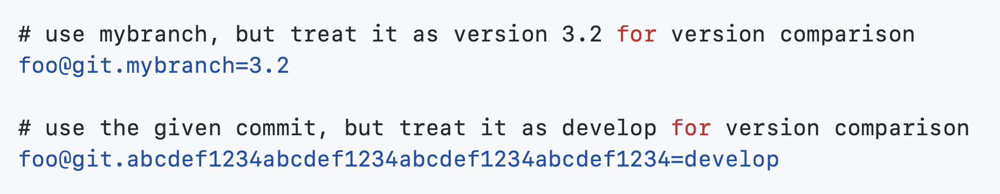 # use mybranch, but treat it as version 3.2 for version comparison
foo@git.mybranch=3.2
# use the given commit, but treat it as develop for version comparison
foo@git.abcdef1234abcdef1234abcdef1234abcdef1234=develop